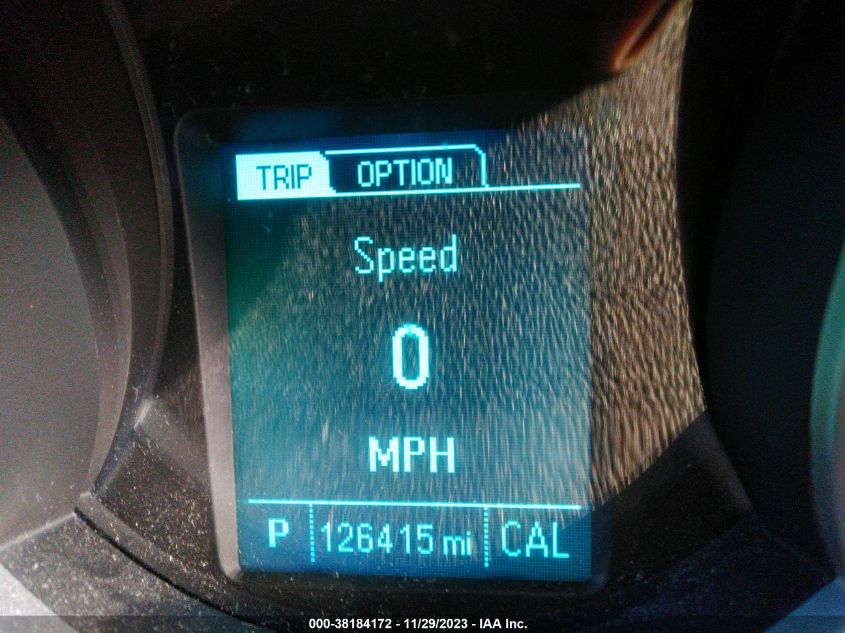 TRIP OPTION
Speed
0
MPH
P 126415 mi CAL
000-38184172 - 11/29/2023 - IAA Inc.